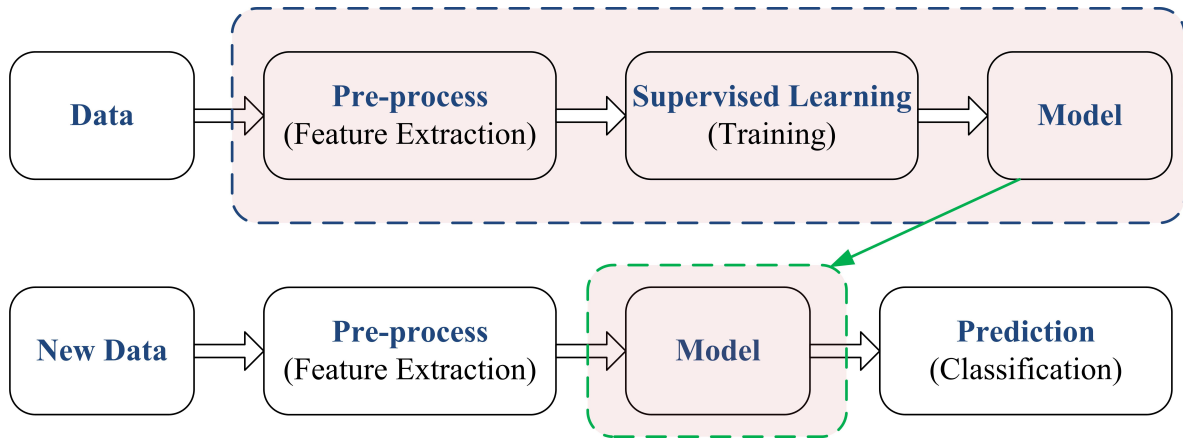 Data
Pre-process
(Feature Extraction)
Supervised Learning
(Training)
Model
New Data
Pre-process
(Feature Extraction)
Model
Prediction
(Classification)